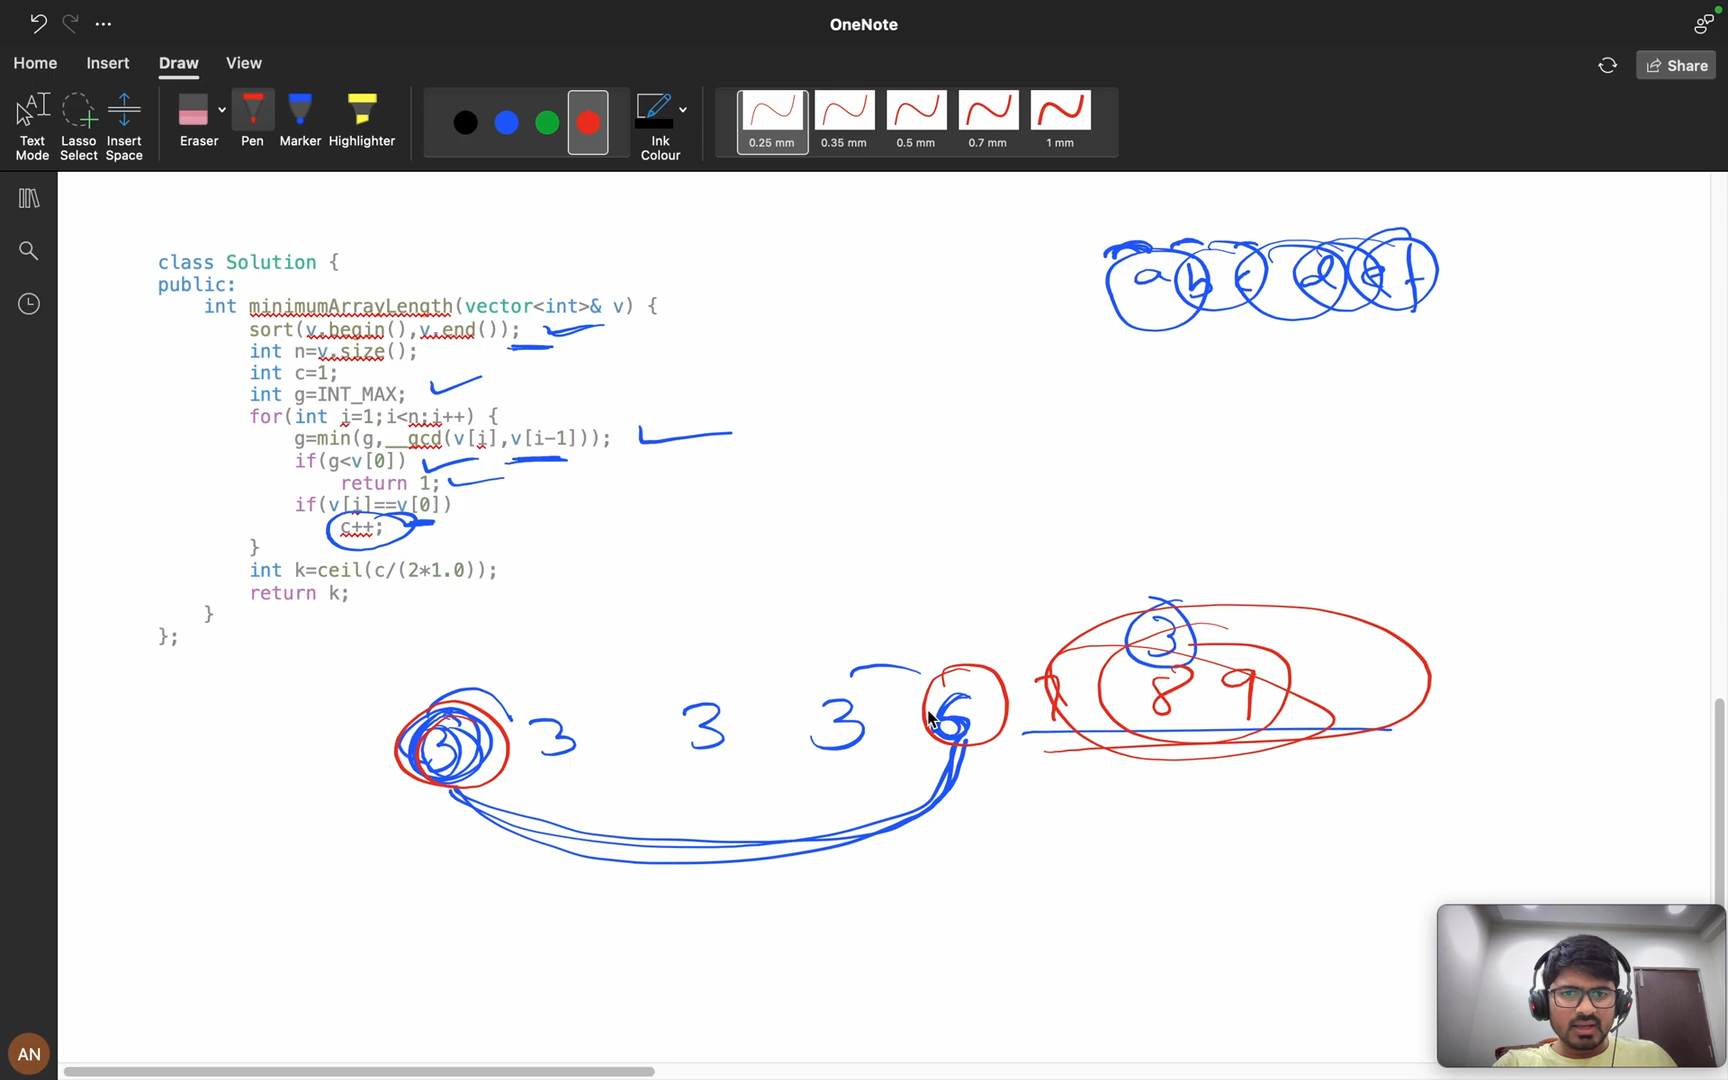 OneNote
Home Insert Draw View
Share
Text Mode
Lasso Select
Insert Space
Eraser
Pen
Marker
Highlighter
Ink Colour
0.25 mm
0.35 mm
0.5 mm
0.7 mm
1 mm
class Solution {
public:
int minimumArrayLength(vector<int>& v) {
sort(v.begin(),v.end());
int n=v.size();
int c=1;
int g=INT_MAX;
for(int i=1;i<n;i++) {
g=min(g,__gcd(v[i],v[i-1]));
if(g<v[0])
return 1;
if(v[i]==v[0])
c++;
}
int k=ceil(c/(2*1.0));
return k;
}
};
a b c d e f
3
3 3 3 3 6 8 9
AN